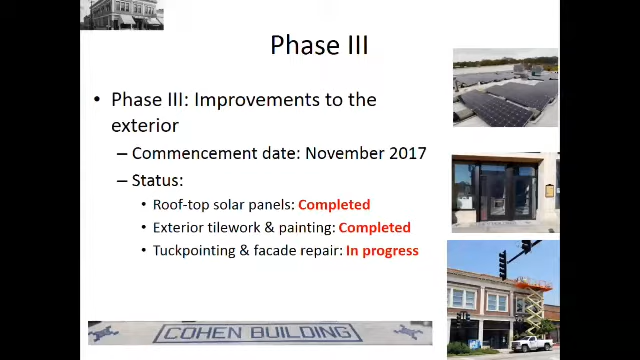 Phase III
• Phase III: Improvements to the
exterior
– Commencement date: November 2017
– Status:
• Roof-top solar panels: Completed
• Exterior tilework & painting: Completed
• Tuckpointing & facade repair: In progress
COHEN BUILDING